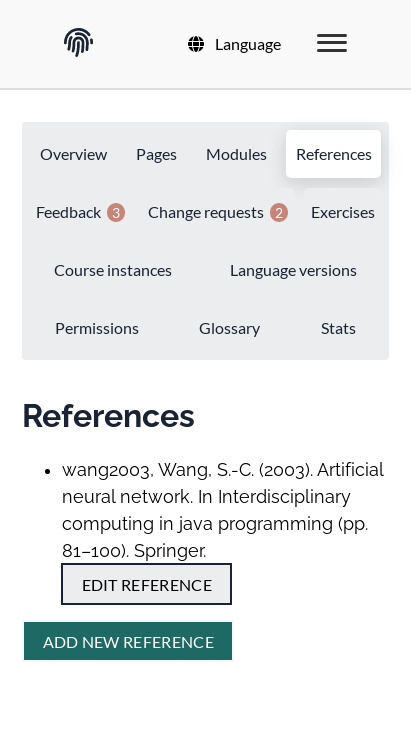 Language
Overview Pages Modules References
Feedback 3 Change requests 2 Exercises
Course instances Language versions
Permissions Glossary Stats
References
wang2003, Wang, S.-C. (2003). Artificial
neural network. In Interdisciplinary
computing in java programming (pp.
81–100). Springer.
EDIT REFERENCE
ADD NEW REFERENCE